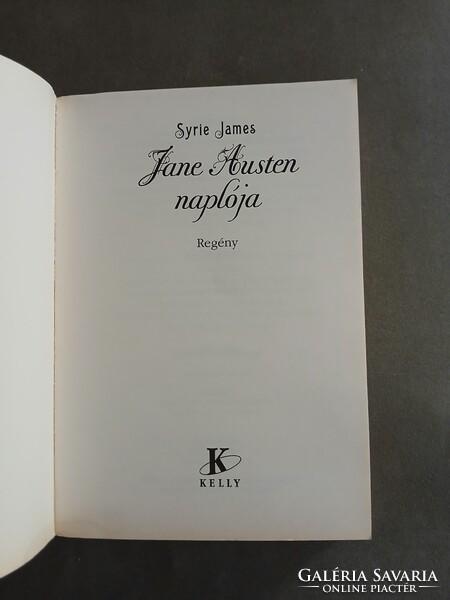 Syrie James
Jane Austen
naplója
Regény
K
KELLY
GALÉRIA SAVARIA
ONLINE PIACTÉR